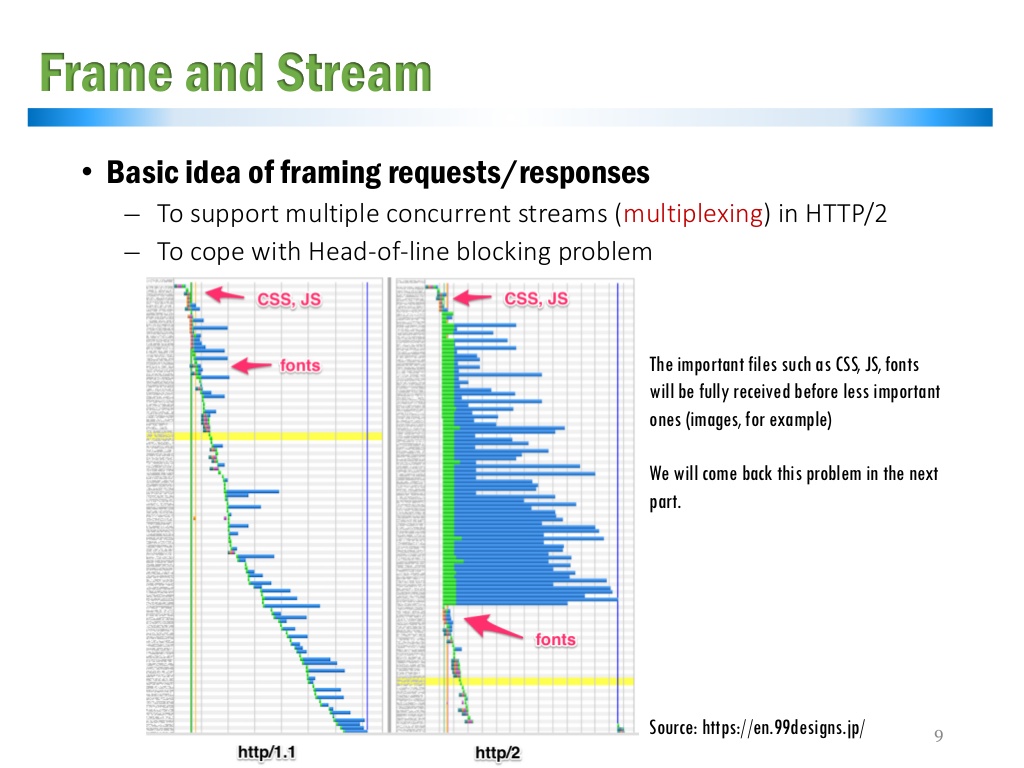 Frame and Stream
• Basic idea of framing requests/responses
– To support multiple concurrent streams (multiplexing) in HTTP/2
– To cope with Head-of-line blocking problem
CSS, JS
fonts
CSS, JS
fonts
http/1.1
http/2
The important files such as CSS, JS, fonts
will be fully received before less important
ones (images, for example)
We will come back this problem in the next
part.
Source: https://en.99designs.jp/
9